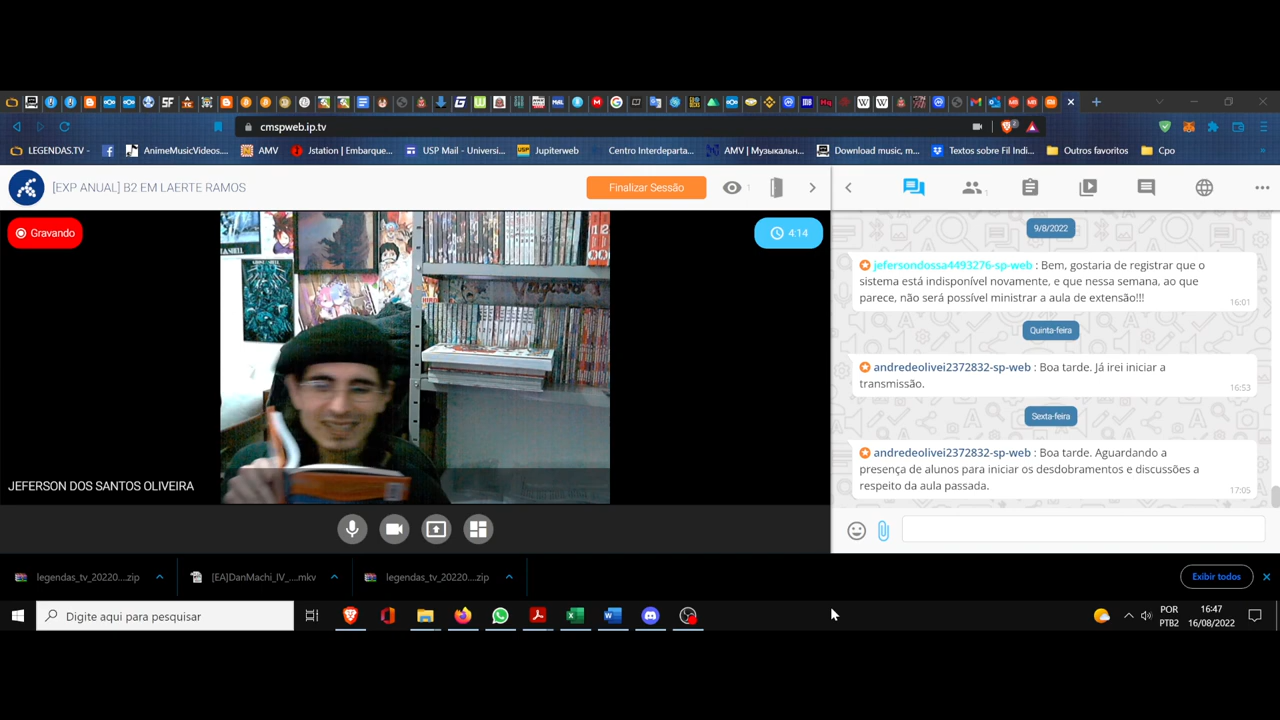 cmspweb.ip.tv
LEGENDAS.TV -
AnimeMusicVideos...
AMV
Jstation | Embarque...
USP Mail - Universi...
Jupiterweb
Centro Interdeparta...
AMV | Музыкальн...
Download music, m...
Textos sobre Fil Indi...
Outros favoritos
Cpo
[EXP ANUAL] B2 EM LAERTE RAMOS
Finalizar Sessão
1
1
Gravando
4:14
9/8/2022
jefersondossa4493276-sp-web : Bem, gostaria de registrar que o
sistema está indisponível novamente, e que nessa semana, ao que
parece, não será possível ministrar a aula de extensão!!!
16:01
Quinta-feira
andredeolivei2372832-sp-web : Boa tarde. Já irei iniciar a
transmissão.
16:53
Sexta-feira
andredeolivei2372832-sp-web : Boa tarde. Aguardando a
presença de alunos para iniciar os desdobramentos e discussões a
respeito da aula passada.
17:05
JEFERSON DOS SANTOS OLIVEIRA
legendas_tv_20220....zip
[EA]DanMachi_IV_....mkv
legendas_tv_20220....zip
Exibir todos
Digite aqui para pesquisar
POR
PTB2
16:47
16/08/2022